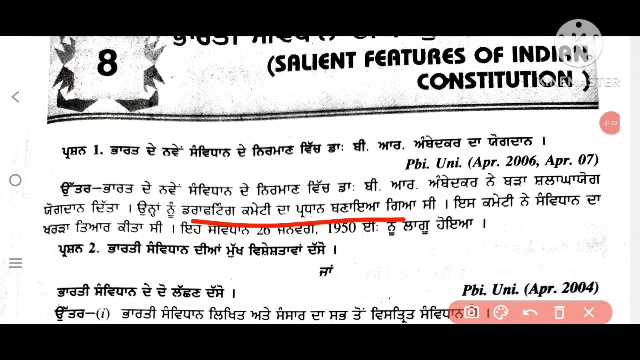 8
(SALIENT FEATURES OF INDIAN
CONSTITUTION)
ਪ੍ਰਸ਼ਨ 1. ਭਾਰਤ ਦੇ ਨਵੇਂ ਸੰਵਿਧਾਨ ਦੇ ਨਿਰਮਾਣ ਵਿੱਚ ਡਾਃ ਬੀ. ਆਰ. ਅੰਬੇਦਕਰ ਦਾ ਯੋਗਦਾਨ ।
Pbi. Uni. (Apr. 2006, Apr. 07)
ਉੱਤਰ–ਭਾਰਤ ਦੇ ਨਵੇਂ ਸੰਵਿਧਾਨ ਦੇ ਨਿਰਮਾਣ ਵਿੱਚ ਡਾਃ ਬੀ. ਆਰ. ਅੰਬੇਦਕਰ ਨੇ ਬੜਾ ਸ਼ਲਾਘਾਯੋਗ
ਯੋਗਦਾਨ ਦਿੱਤਾ । ਉਨ੍ਹਾਂ ਨੂੰ ਡਰਾਫਟਿੰਗ ਕਮੇਟੀ ਦਾ ਪ੍ਰਧਾਨ ਬਣਾਇਆ ਗਿਆ ਸੀ । ਇਸ ਕਮੇਟੀ ਨੇ ਸੰਵਿਧਾਨ ਦਾ
ਖਰੜਾ ਤਿਆਰ ਕੀਤਾ ਸੀ । ਇਹ ਸੰਵਿਧਾਨ 26 ਜਨਵਰੀ, 1950 ਈਃ ਨੂੰ ਲਾਗੂ ਹੋਇਆ ।
ਪ੍ਰਸ਼ਨ 2. ਭਾਰਤੀ ਸੰਵਿਧਾਨ ਦੀਆਂ ਮੁੱਖ ਵਿਸ਼ੇਸ਼ਤਾਵਾਂ ਦੱਸੋ ।
ਜਾਂ
ਭਾਰਤੀ ਸੰਵਿਧਾਨ ਦੇ ਦੋ ਲੱਛਣ ਦੱਸੋ ।
Pbi. Uni. (Apr. 2004)
ਉੱਤਰ–(i) ਭਾਰਤੀ ਸੰਵਿਧਾਨ ਲਿਖਿਤ ਅਤੇ ਸੰਸਾਰ ਦਾ ਸਭ ਤੋਂ ਵਿਸਤ੍ਰਿਤ ਸੰਵਿਧਾਨ